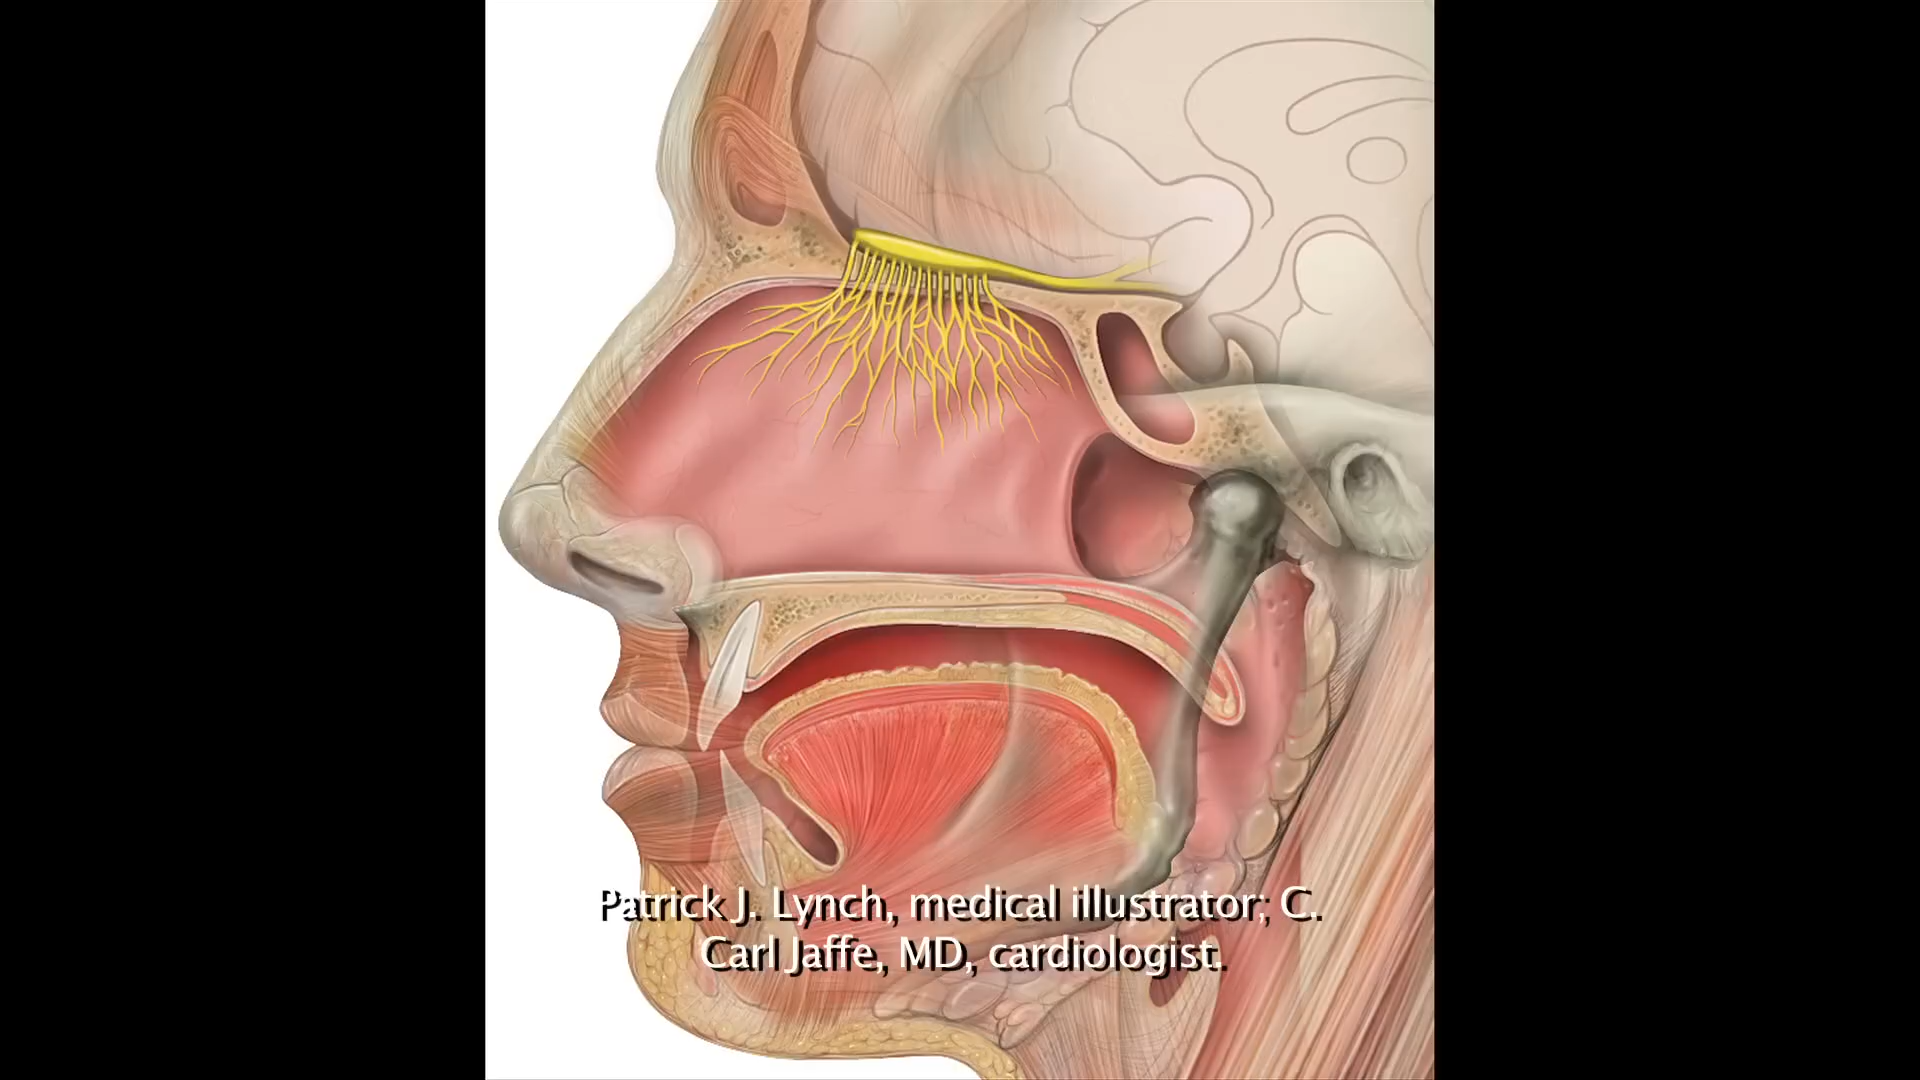 Patrick J. Lynch, medical illustrator; C.
Carl Jaffe, MD, cardiologist.